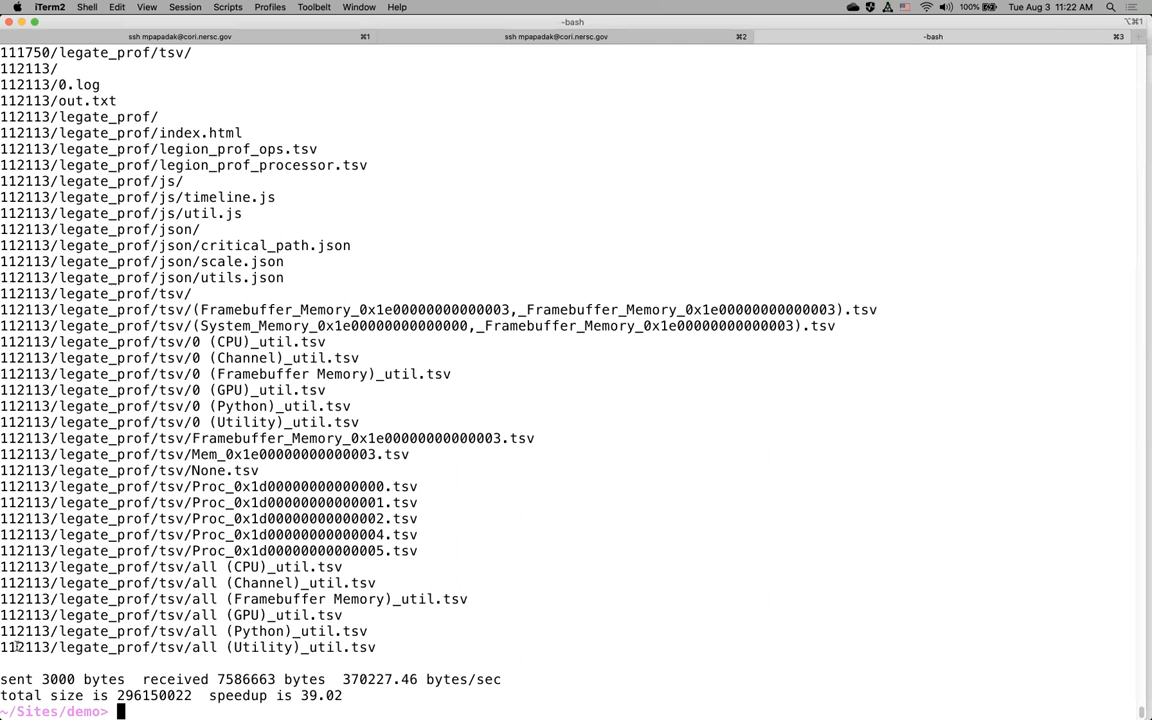 iTerm2 Shell Edit View Session Scripts Profiles Toolbelt Window Help 100% Tue Aug 3 11:22 AM
-bash ⌥⌘1
ssh mpapadak@cori.nersc.gov ⌘1 ssh mpapadak@cori.nersc.gov ⌘2 -bash ⌘3
111750/legate_prof/tsv/
112113/
112113/0.log
112113/out.txt
112113/legate_prof/
112113/legate_prof/index.html
112113/legate_prof/legion_prof_ops.tsv
112113/legate_prof/legion_prof_processor.tsv
112113/legate_prof/js/
112113/legate_prof/js/timeline.js
112113/legate_prof/js/util.js
112113/legate_prof/json/
112113/legate_prof/json/critical_path.json
112113/legate_prof/json/scale.json
112113/legate_prof/json/utils.json
112113/legate_prof/tsv/
112113/legate_prof/tsv/(Framebuffer_Memory_0x1e00000000000003,_Framebuffer_Memory_0x1e00000000000003).tsv
112113/legate_prof/tsv/(System_Memory_0x1e00000000000000,_Framebuffer_Memory_0x1e00000000000003).tsv
112113/legate_prof/tsv/0 (CPU)_util.tsv
112113/legate_prof/tsv/0 (Channel)_util.tsv
112113/legate_prof/tsv/0 (Framebuffer Memory)_util.tsv
112113/legate_prof/tsv/0 (GPU)_util.tsv
112113/legate_prof/tsv/0 (Python)_util.tsv
112113/legate_prof/tsv/0 (Utility)_util.tsv
112113/legate_prof/tsv/Framebuffer_Memory_0x1e00000000000003.tsv
112113/legate_prof/tsv/Mem_0x1e00000000000003.tsv
112113/legate_prof/tsv/None.tsv
112113/legate_prof/tsv/Proc_0x1d00000000000000.tsv
112113/legate_prof/tsv/Proc_0x1d00000000000001.tsv
112113/legate_prof/tsv/Proc_0x1d00000000000002.tsv
112113/legate_prof/tsv/Proc_0x1d00000000000004.tsv
112113/legate_prof/tsv/Proc_0x1d00000000000005.tsv
112113/legate_prof/tsv/all (CPU)_util.tsv
112113/legate_prof/tsv/all (Channel)_util.tsv
112113/legate_prof/tsv/all (Framebuffer Memory)_util.tsv
112113/legate_prof/tsv/all (GPU)_util.tsv
112113/legate_prof/tsv/all (Python)_util.tsv
112113/legate_prof/tsv/all (Utility)_util.tsv
sent 3000 bytes  received 7586663 bytes  370227.46 bytes/sec
total size is 296150022  speedup is 39.02
~/Sites/demo>